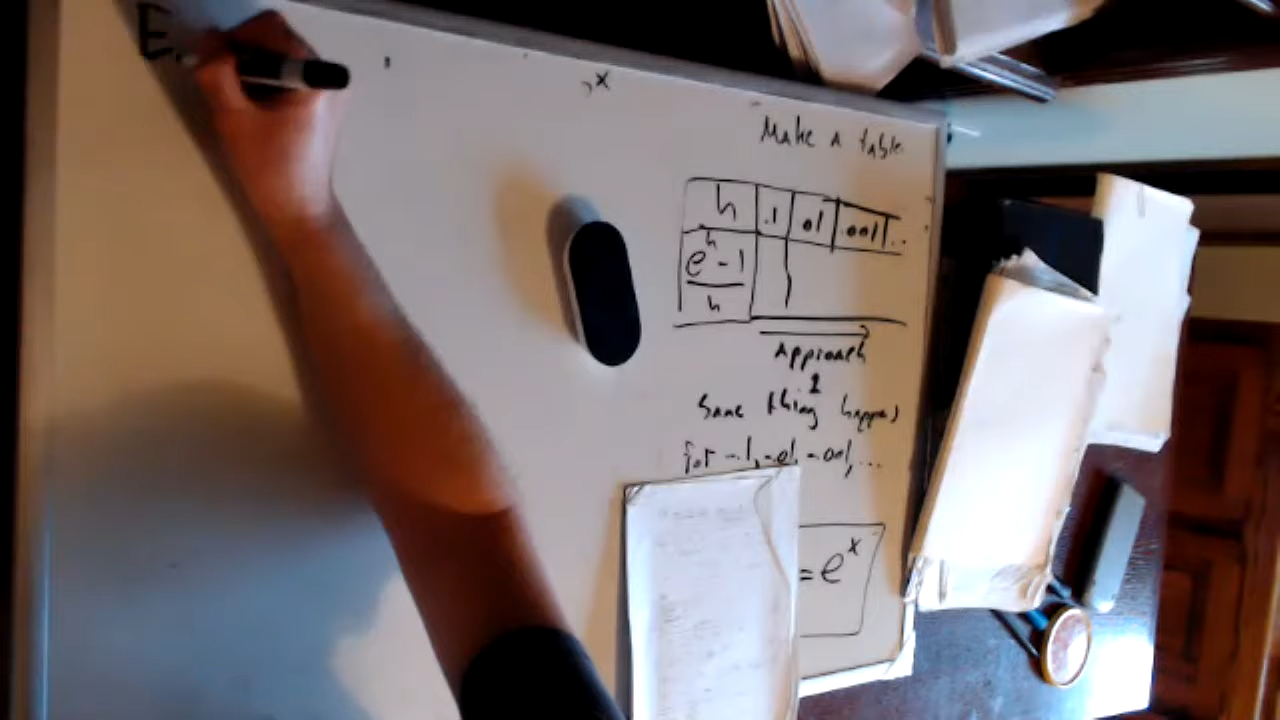 E
, x
Make a table
h .1 .01 .001 ..
e^h - 1
h
Approach
1
Same thing happens
for -.1, -.01, -.001, ...
= e^x